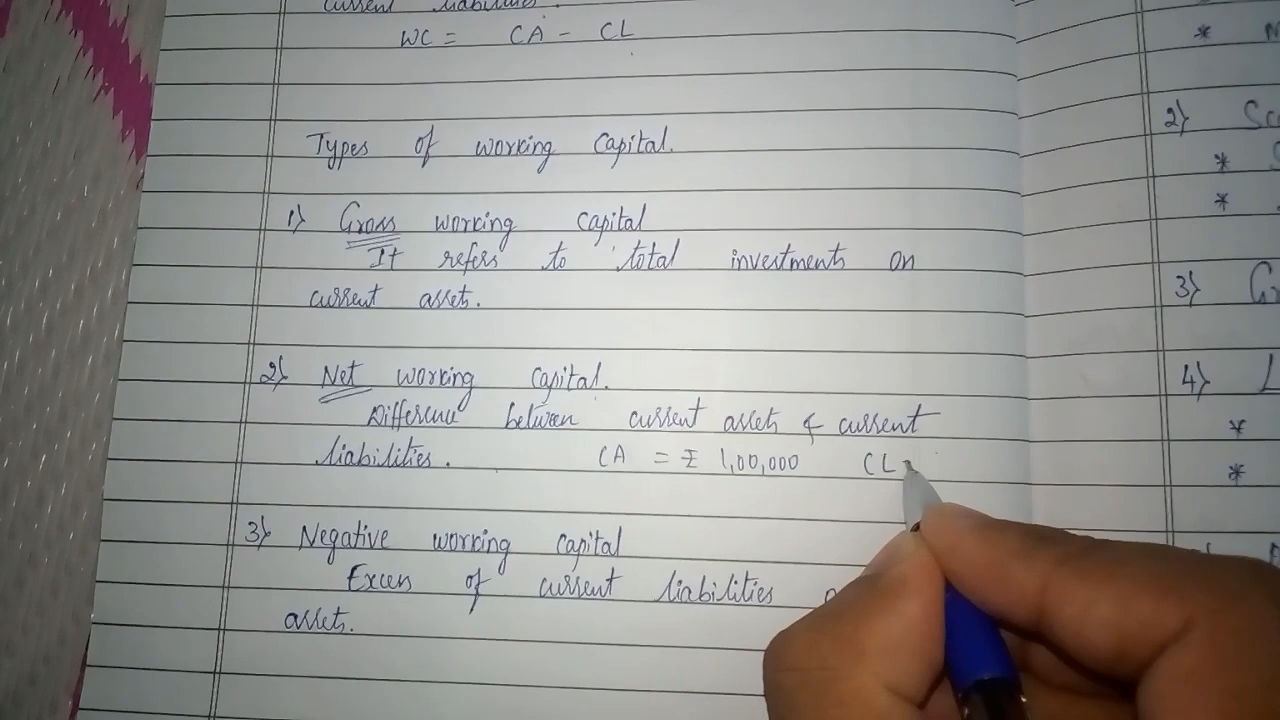 current liabilities.
WC = CA - CL
Types of working capital.
1) Gross working capital
It refers to total investments on
current assets.
2) Net working capital.
Difference between current assets & current
liabilities. CA = ₹ 1,00,000 CL
3) Negative working capital
Excess of current liabilities
assets.
*
2)
*
*
3)
4)
*
*